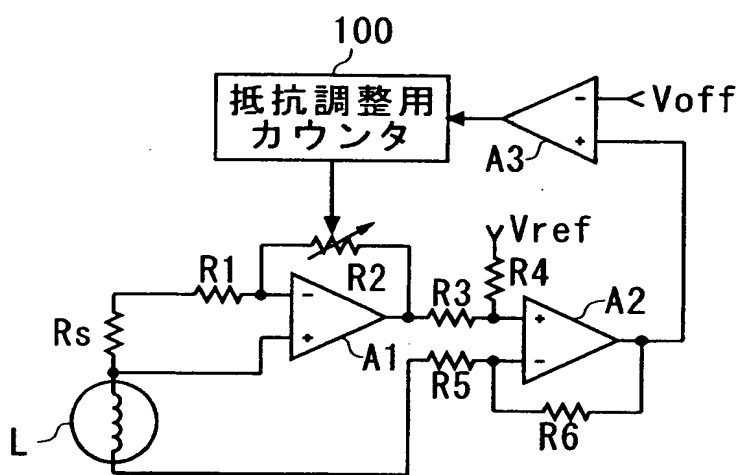 100
抵抗調整用
カウンタ
-
Voff
+
A3
Vref
R1
R2
R4
R3
A2
-
+
+
-
Rs
A1
R5
L
R6